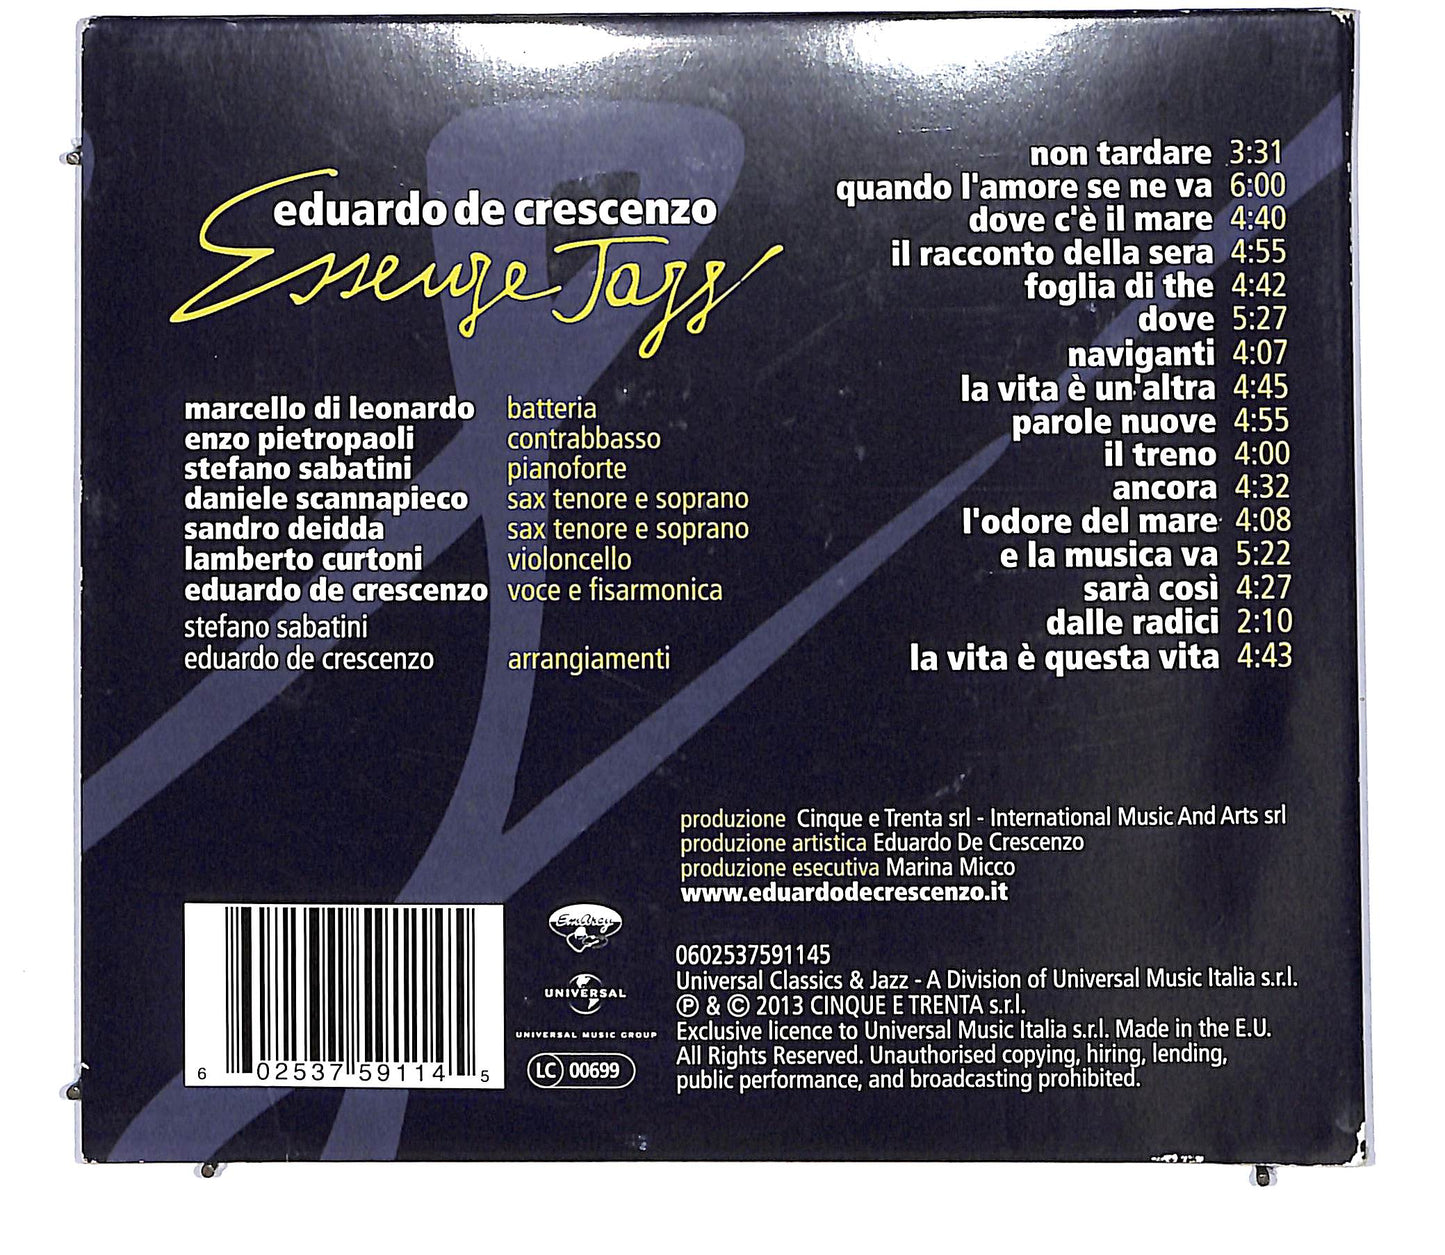 eduardo de crescenzo
Essenze Jazz
marcello di leonardo batteria
enzo pietropaoli contrabbasso
stefano sabatini pianoforte
daniele scannapieco sax tenore e soprano
sandro deidda sax tenore e soprano
lamberto curtoni violoncello
eduardo de crescenzo voce e fisarmonica
stefano sabatini
eduardo de crescenzo arrangiamenti
non tardare 3:31
quando l'amore se ne va 6:00
dove c'è il mare 4:40
il racconto della sera 4:55
foglia di the 4:42
dove 5:27
naviganti 4:07
la vita è un'altra 4:45
parole nuove 4:55
il treno 4:00
ancora 4:32
l'odore del mare 4:08
e la musica va 5:22
sarà così 4:27
dalle radici 2:10
la vita è questa vita 4:43
produzione Cinque e Trenta srl - International Music And Arts srl
produzione artistica Eduardo De Crescenzo
produzione esecutiva Marina Micco
www.eduardodecrescenzo.it
6 02537 59114 5
EmArcy
UNIVERSAL
UNIVERSAL MUSIC GROUP
LC 00699
0602537591145
Universal Classics & Jazz - A Division of Universal Music Italia s.r.l.
℗ & © 2013 CINQUE E TRENTA s.r.l.
Exclusive licence to Universal Music Italia s.r.l. Made in the E.U.
All Rights Reserved. Unauthorised copying, hiring, lending,
public performance, and broadcasting prohibited.